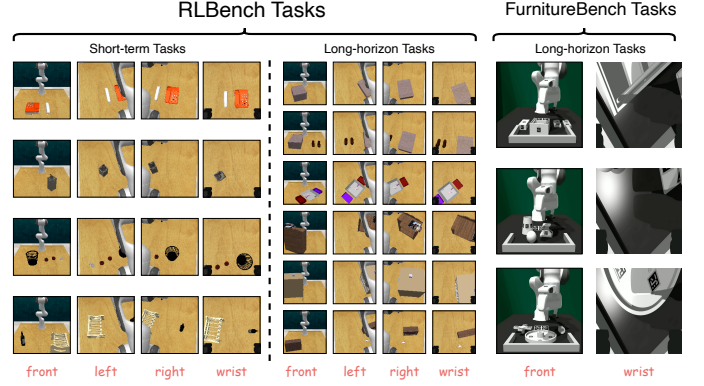 RLBench Tasks
FurnitureBench Tasks
Short-term Tasks
Long-horizon Tasks
Long-horizon Tasks
front
left
right
wrist
front
left
right
wrist
front
wrist